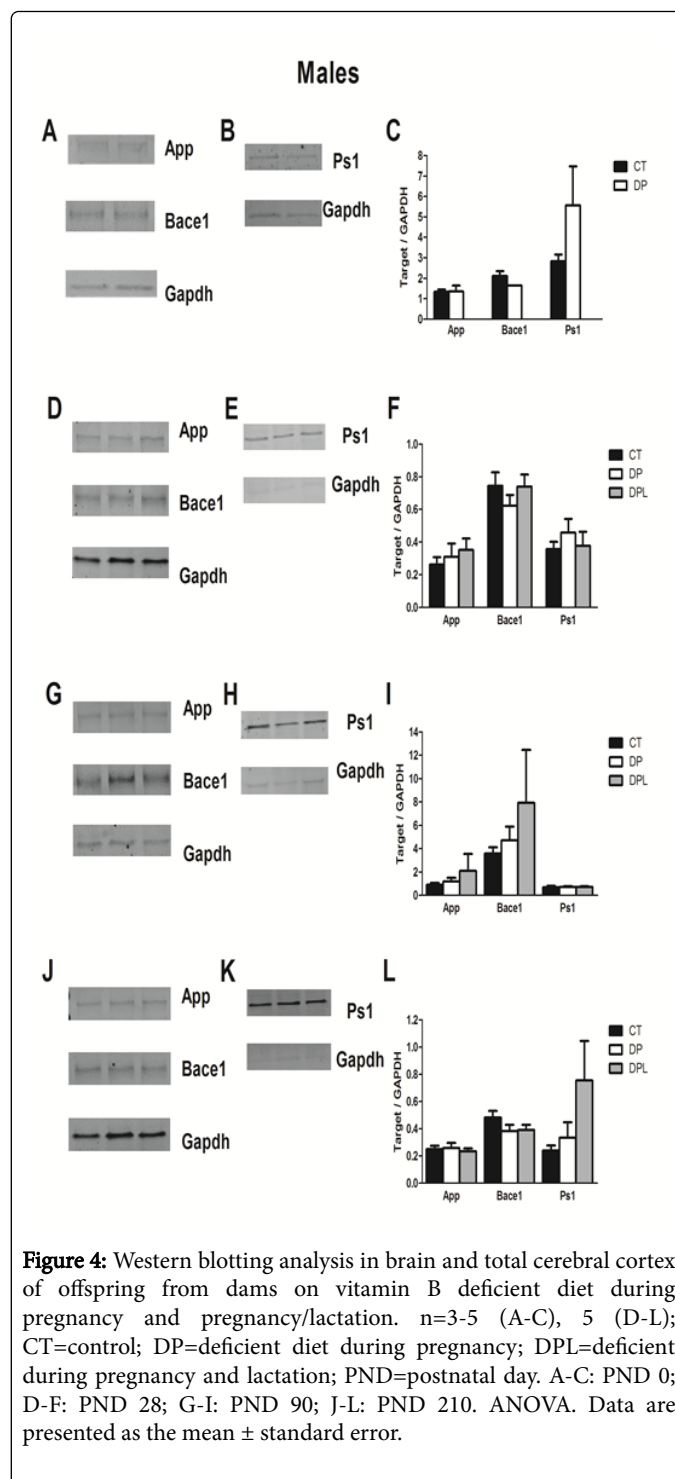 Males
A
App
Bace1
Gapdh
B
Ps1
Gapdh
C
Target / GAPDH
8
7
6
5
4
3
2
1
0
App
Bace1
Ps1
CT
DP
D
App
Bace1
Gapdh
E
Ps1
Gapdh
F
Target / GAPDH
1.0
0.8
0.6
0.4
0.2
0.0
App
Bace1
Ps1
CT
DP
DPL
G
App
Bace1
Gapdh
H
Ps1
Gapdh
I
Target / GAPDH
14
12
10
8
6
4
2
0
App
Bace1
Ps1
CT
DP
DPL
J
App
Bace1
Gapdh
K
Ps1
Gapdh
L
Target / GAPDH
1.2
1.0
0.8
0.6
0.4
0.2
0.0
App
Bace1
Ps1
CT
DP
DPL
Figure 4: Western blotting analysis in brain and total cerebral cortex
of offspring from dams on vitamin B deficient diet during
pregnancy and pregnancy/lactation. n=3-5 (A-C), 5 (D-L);
CT=control; DP=deficient diet during pregnancy; DPL=deficient
during pregnancy and lactation; PND=postnatal day. A-C: PND 0;
D-F: PND 28; G-I: PND 90; J-L: PND 210. ANOVA. Data are
presented as the mean ± standard error.